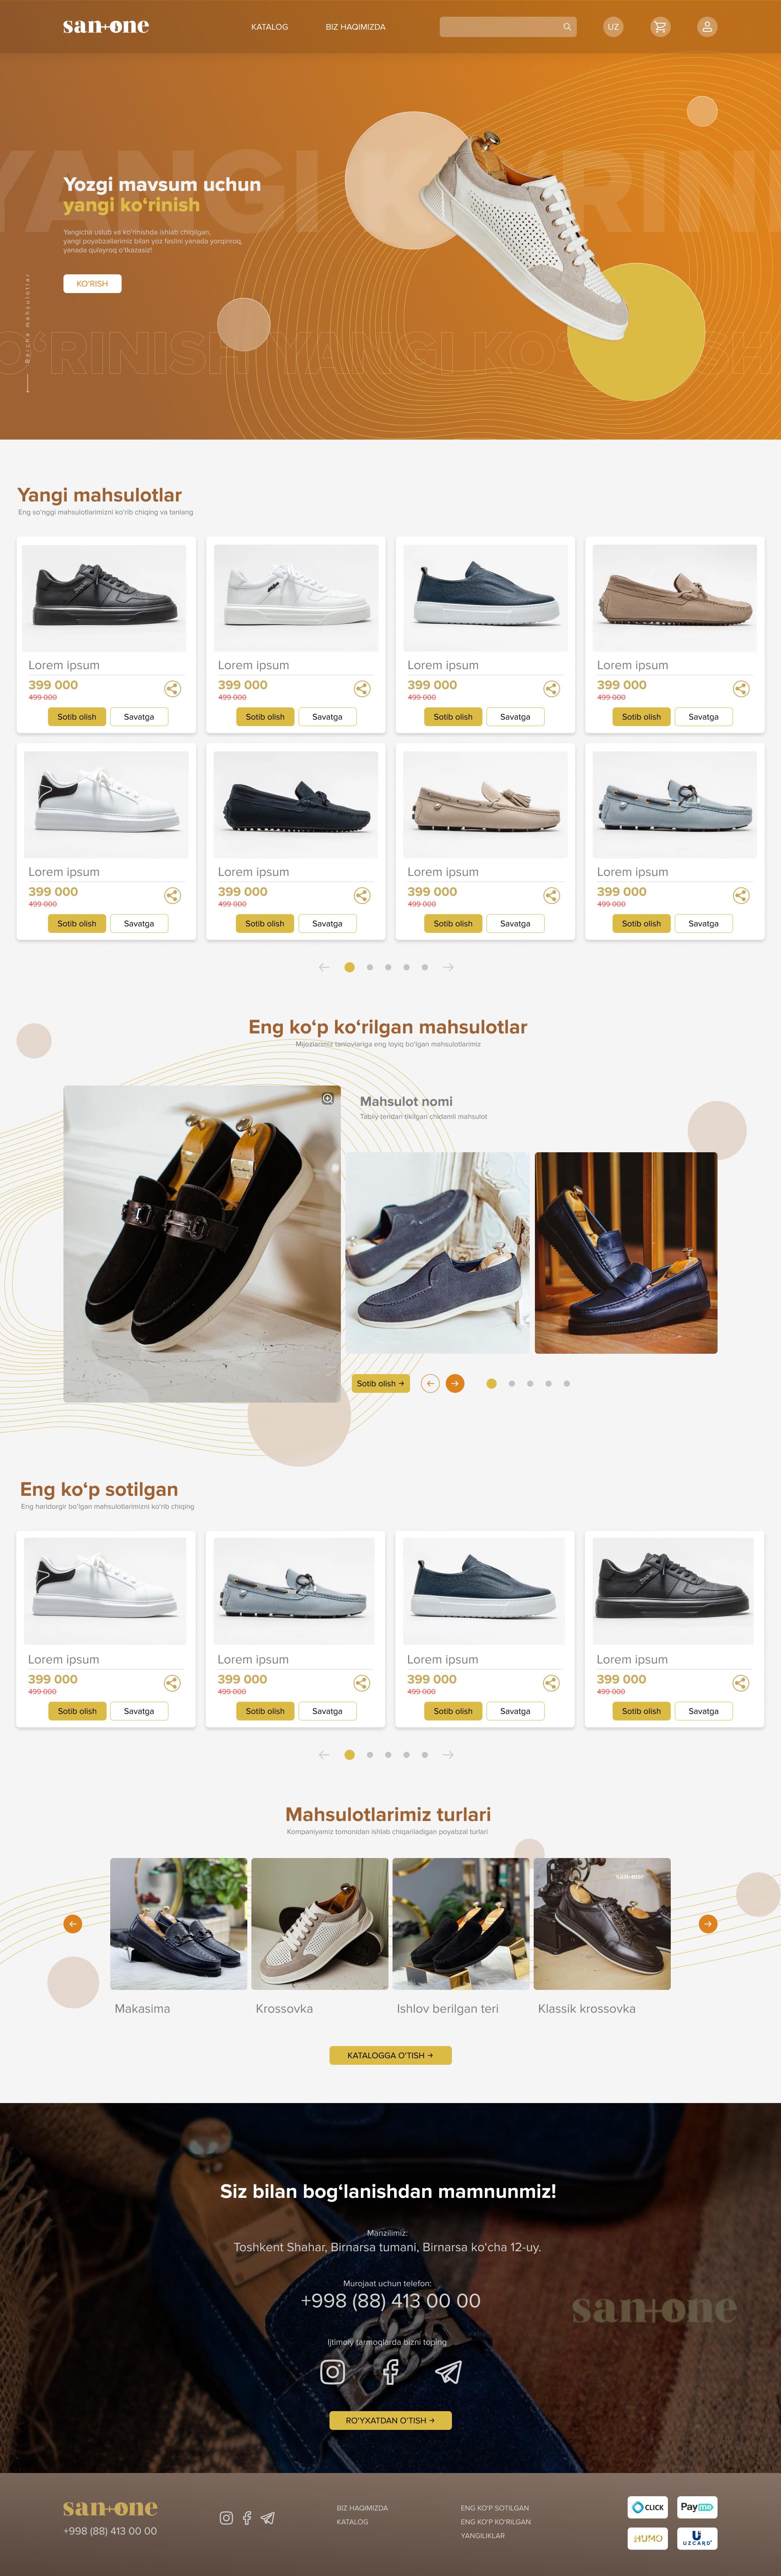 san+one
KATALOG
BIZ HAQIMIZDA
UZ
YANGI KO‘RINI
Yozgi mavsum uchun
yangi ko‘rinish
Yangicha uslub va ko‘rinishda ishlab chiqilgan,
yangi poyabzallarimiz bilan yoz faslini yanada yorqinroq,
yanada qulayroq o‘tkazasiz!
KO‘RISH
Barcha mahsulotlar
O‘RINISH YANGI KO‘ SH
Yangi mahsulotlar
Eng so‘nggi mahsulotlarimizni ko‘rib chiqing va tanlang
Lorem ipsum
399 000
499 000
Sotib olish
Savatga
Lorem ipsum
399 000
499 000
Sotib olish
Savatga
Lorem ipsum
399 000
499 000
Sotib olish
Savatga
Lorem ipsum
399 000
499 000
Sotib olish
Savatga
Lorem ipsum
399 000
499 000
Sotib olish
Savatga
Lorem ipsum
399 000
499 000
Sotib olish
Savatga
Lorem ipsum
399 000
499 000
Sotib olish
Savatga
Lorem ipsum
399 000
499 000
Sotib olish
Savatga
Eng ko‘p ko‘rilgan mahsulotlar
Mijozlarimiz tanlovlariga eng loyiq bo‘lgan mahsulotlarimiz
Mahsulot nomi
Tabiiy teridan tikilgan chidamli mahsulot
Sotib olish →
Eng ko‘p sotilgan
Eng haridorgir bo‘lgan mahsulotlarimizni ko‘rib chiqing
Lorem ipsum
399 000
499 000
Sotib olish
Savatga
Lorem ipsum
399 000
499 000
Sotib olish
Savatga
Lorem ipsum
399 000
499 000
Sotib olish
Savatga
Lorem ipsum
399 000
499 000
Sotib olish
Savatga
Mahsulotlarimiz turlari
Kompaniyamiz tomonidan ishlab chiqariladigan poyabzal turlari
san+one
Makasima
Krossovka
Ishlov berilgan teri
Klassik krossovka
KATALOGGA O‘TISH →
Siz bilan bog‘lanishdan mamnunmiz!
Manzilimiz:
Toshkent Shahar, Birnarsa tumani, Birnarsa ko‘cha 12-uy.
Murojaat uchun telefon:
+998 (88) 413 00 00
san+one
Ijtimoiy tarmoqlarda bizni toping
RO‘YXATDAN O‘TISH →
san+one
+998 (88) 413 00 00
BIZ HAQIMIZDA
KATALOG
ENG KO‘P SOTILGAN
ENG KO‘P KO‘RILGAN
YANGILIKLAR
CLICK
Payme
HUMO
UZCARD